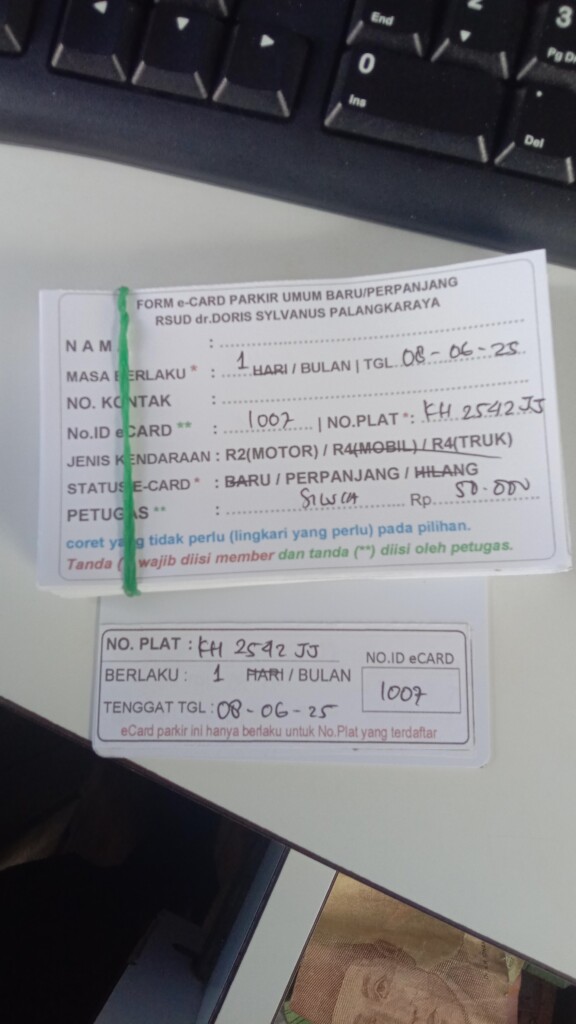 End
2
3
Pg D
0
Ins
.
Del
FORM e-CARD PARKIR UMUM BARU/PERPANJANG
RSUD dr.DORIS SYLVANUS PALANGKARAYA
NAM :
MASA BERLAKU * : 1 HARI / BULAN | TGL. 08-06-25
NO. KONTAK :
No.ID eCARD ** : 1007 | NO.PLAT *: KH 2542 JJ
JENIS KENDARAAN : R2(MOTOR) / R4(MOBIL) / R4(TRUK)
STATUS E-CARD * : BARU / PERPANJANG / HILANG
PETUGAS ** : Rp. 50.000
coret yang tidak perlu (lingkari yang perlu) pada pilihan.
Tanda (*) wajib diisi member dan tanda (**) diisi oleh petugas.
NO. PLAT : KH 2542 JJ
NO.ID eCARD
BERLAKU : 1 HARI / BULAN
1007
TENGGAT TGL : 08-06-25
eCard parkir ini hanya berlaku untuk No.Plat yang terdaftar